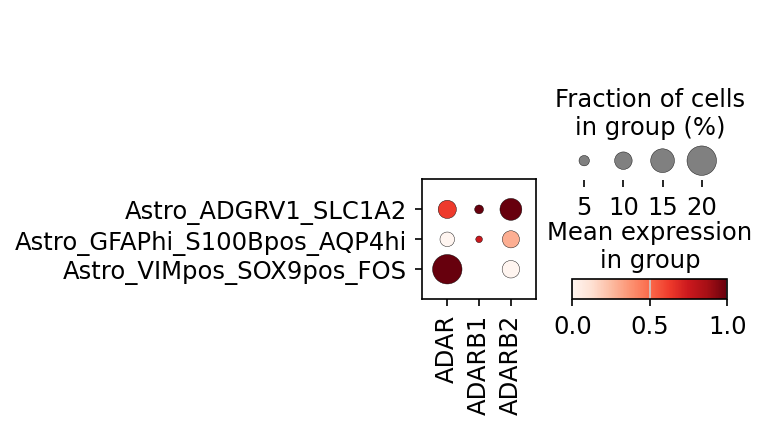 Fraction of cells
in group (%)
5 10 15 20
Mean expression
in group
0.0 0.5 1.0
Astro_ADGRV1_SLC1A2
Astro_GFAPhi_S100Bpos_AQP4hi
Astro_VIMpos_SOX9pos_FOS
ADAR
ADARB1
ADARB2